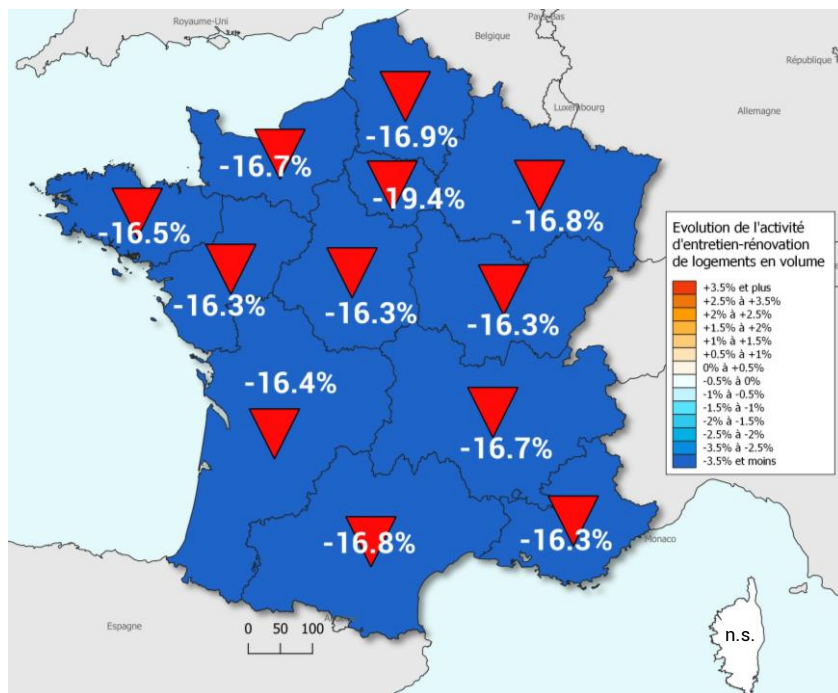 Royaume-Uni
Pays-Bas
Belgique
République
Luxembourg
Allemagne
-16.9%
-16.7%
-19.4%
-16.8%
-16.5%
-16.3%
-16.3%
-16.3%
-16.4%
-16.7%
-16.8%
-16.3%
Evolution de l'activité
d'entretien-rénovation
de logements en volume
+3.5% et plus
+2.5% à +3.5%
+2% à +2.5%
+1.5% à +2%
+1% à +1.5%
+0.5% à +1%
0% à +0.5%
-0.5% à 0%
-1% à -0.5%
-1.5% à -1%
-2% à -1.5%
-2.5% à -2%
-3.5% à -2.5%
-3.5% et moins
Monaco
Espagne
0 50 100
n.s.